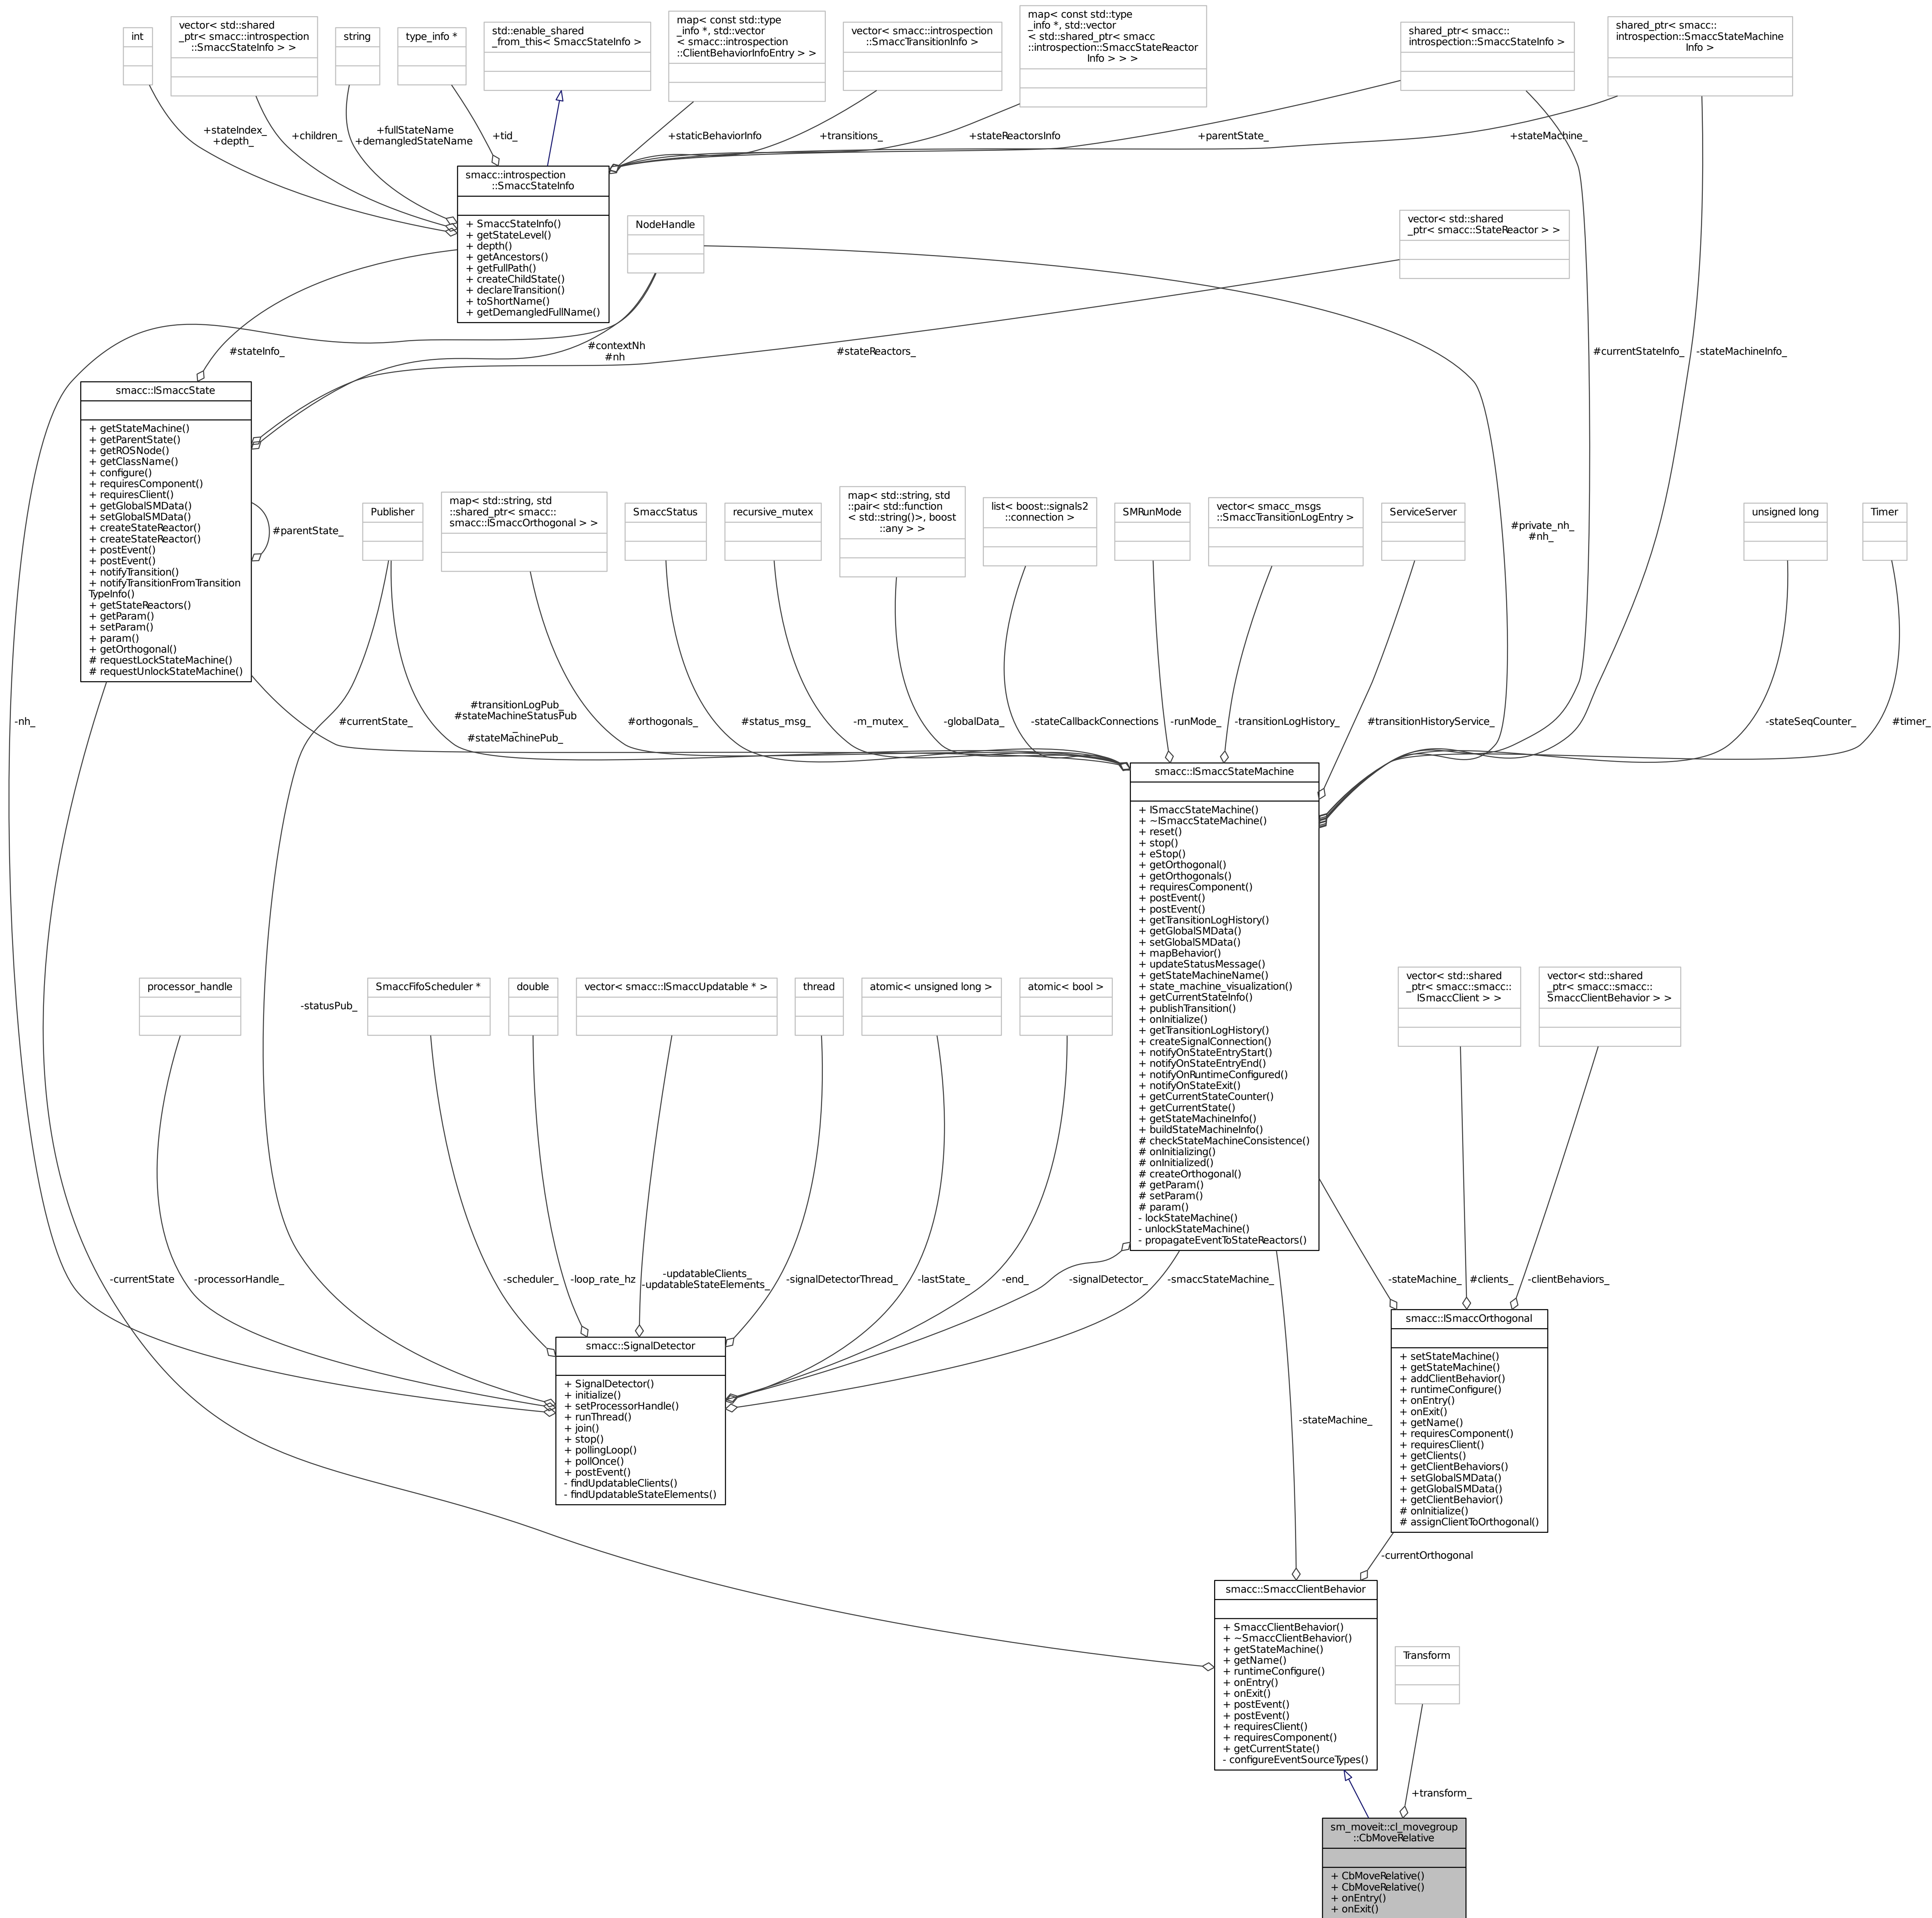 int
vector< std::shared
_ptr< smacc::introspection
::SmaccStateInfo > >
string
type_info *
std::enable_shared
_from_this< SmaccStateInfo >
map< const std::type
_info *, std::vector
< smacc::introspection
::ClientBehaviorInfoEntry > >
vector< smacc::introspection
::SmaccTransitionInfo >
map< const std::type
_info *, std::vector
< std::shared_ptr< smacc
::introspection::SmaccStateReactor
Info > > >
shared_ptr< smacc::
introspection::SmaccStateInfo >
shared_ptr< smacc::
introspection::SmaccStateMachine
Info >
+stateIndex_
+depth_
+children_
+fullStateName
+demangledStateName
+tid_
+staticBehaviorInfo
+transitions_
+stateReactorsInfo
+parentState_
+stateMachine_
smacc::introspection
::SmaccStateInfo
+ SmaccStateInfo()
+ getStateLevel()
+ depth()
+ getAncestors()
+ getFullPath()
+ createChildState()
+ declareTransition()
+ toShortName()
+ getDemangledFullName()
NodeHandle
vector< std::shared
_ptr< smacc::StateReactor > >
#stateInfo_
#contextNh
#nh
#stateReactors_
#currentStateInfo_
-stateMachineInfo_
smacc::ISmaccState
+ getStateMachine()
+ getParentState()
+ getROSNode()
+ getClassName()
+ configure()
+ requiresComponent()
+ requiresClient()
+ getGlobalSMData()
+ setGlobalSMData()
+ createStateReactor()
+ createStateReactor()
+ postEvent()
+ postEvent()
+ notifyTransition()
+ notifyTransitionFromTransition
TypeInfo()
+ getStateReactors()
+ getParam()
+ setParam()
+ param()
+ getOrthogonal()
# requestLockStateMachine()
# requestUnlockStateMachine()
#parentState_
Publisher
map< std::string, std
::shared_ptr< smacc::
smacc::ISmaccOrthogonal > >
SmaccStatus
recursive_mutex
map< std::string, std
::pair< std::function
< std::string()>, boost
::any > >
list< boost::signals2
::connection >
SMRunMode
vector< smacc_msgs
::SmaccTransitionLogEntry >
ServiceServer
#private_nh_
#nh_
unsigned long
Timer
-nh_
#currentState_
#transitionLogPub_
#stateMachineStatusPub
_
#stateMachinePub_
#orthogonals_
#status_msg_
-m_mutex_
-globalData_
-stateCallbackConnections
-runMode_
-transitionLogHistory_
#transitionHistoryService_
-stateSeqCounter_
#timer_
smacc::ISmaccStateMachine
+ ISmaccStateMachine()
+ ~ISmaccStateMachine()
+ reset()
+ stop()
+ eStop()
+ getOrthogonal()
+ getOrthogonals()
+ requiresComponent()
+ postEvent()
+ postEvent()
+ getTransitionLogHistory()
+ getGlobalSMData()
+ setGlobalSMData()
+ mapBehavior()
+ updateStatusMessage()
+ getStateMachineName()
+ state_machine_visualization()
+ getCurrentStateInfo()
+ publishTransition()
+ onInitialize()
+ getTransitionLogHistory()
+ createSignalConnection()
+ notifyOnStateEntryStart()
+ notifyOnStateEntryEnd()
+ notifyOnRuntimeConfigured()
+ notifyOnStateExit()
+ getCurrentStateCounter()
+ getCurrentState()
+ getStateMachineInfo()
+ buildStateMachineInfo()
# checkStateMachineConsistence()
# onInitializing()
# onInitialized()
# createOrthogonal()
# getParam()
# setParam()
# param()
- lockStateMachine()
- unlockStateMachine()
- propagateEventToStateReactors()
processor_handle
-statusPub_
SmaccFifoScheduler *
double
vector< smacc::ISmaccUpdatable * >
thread
atomic< unsigned long >
atomic< bool >
vector< std::shared
_ptr< smacc::smacc::
ISmaccClient > >
vector< std::shared
_ptr< smacc::smacc::
SmaccClientBehavior > >
-currentState
-processorHandle_
-scheduler_
-loop_rate_hz
-updatableClients_
-updatableStateElements_
-signalDetectorThread_
-lastState_
-end_
-signalDetector_
-smaccStateMachine_
-stateMachine_
#clients_
-clientBehaviors_
smacc::SignalDetector
+ SignalDetector()
+ initialize()
+ setProcessorHandle()
+ runThread()
+ join()
+ stop()
+ pollingLoop()
+ pollOnce()
+ postEvent()
- findUpdatableClients()
- findUpdatableStateElements()
smacc::ISmaccOrthogonal
+ setStateMachine()
+ getStateMachine()
+ addClientBehavior()
+ runtimeConfigure()
+ onEntry()
+ onExit()
+ getName()
+ requiresComponent()
+ requiresClient()
+ getClients()
+ getClientBehaviors()
+ setGlobalSMData()
+ getGlobalSMData()
+ getClientBehavior()
# onInitialize()
# assignClientToOrthogonal()
-stateMachine_
-currentOrthogonal
smacc::SmaccClientBehavior
+ SmaccClientBehavior()
+ ~SmaccClientBehavior()
+ getStateMachine()
+ getName()
+ runtimeConfigure()
+ onEntry()
+ onExit()
+ postEvent()
+ postEvent()
+ requiresClient()
+ requiresComponent()
+ getCurrentState()
- configureEventSourceTypes()
Transform
+transform_
sm_moveit::cl_movegroup
::CbMoveRelative
+ CbMoveRelative()
+ CbMoveRelative()
+ onEntry()
+ onExit()